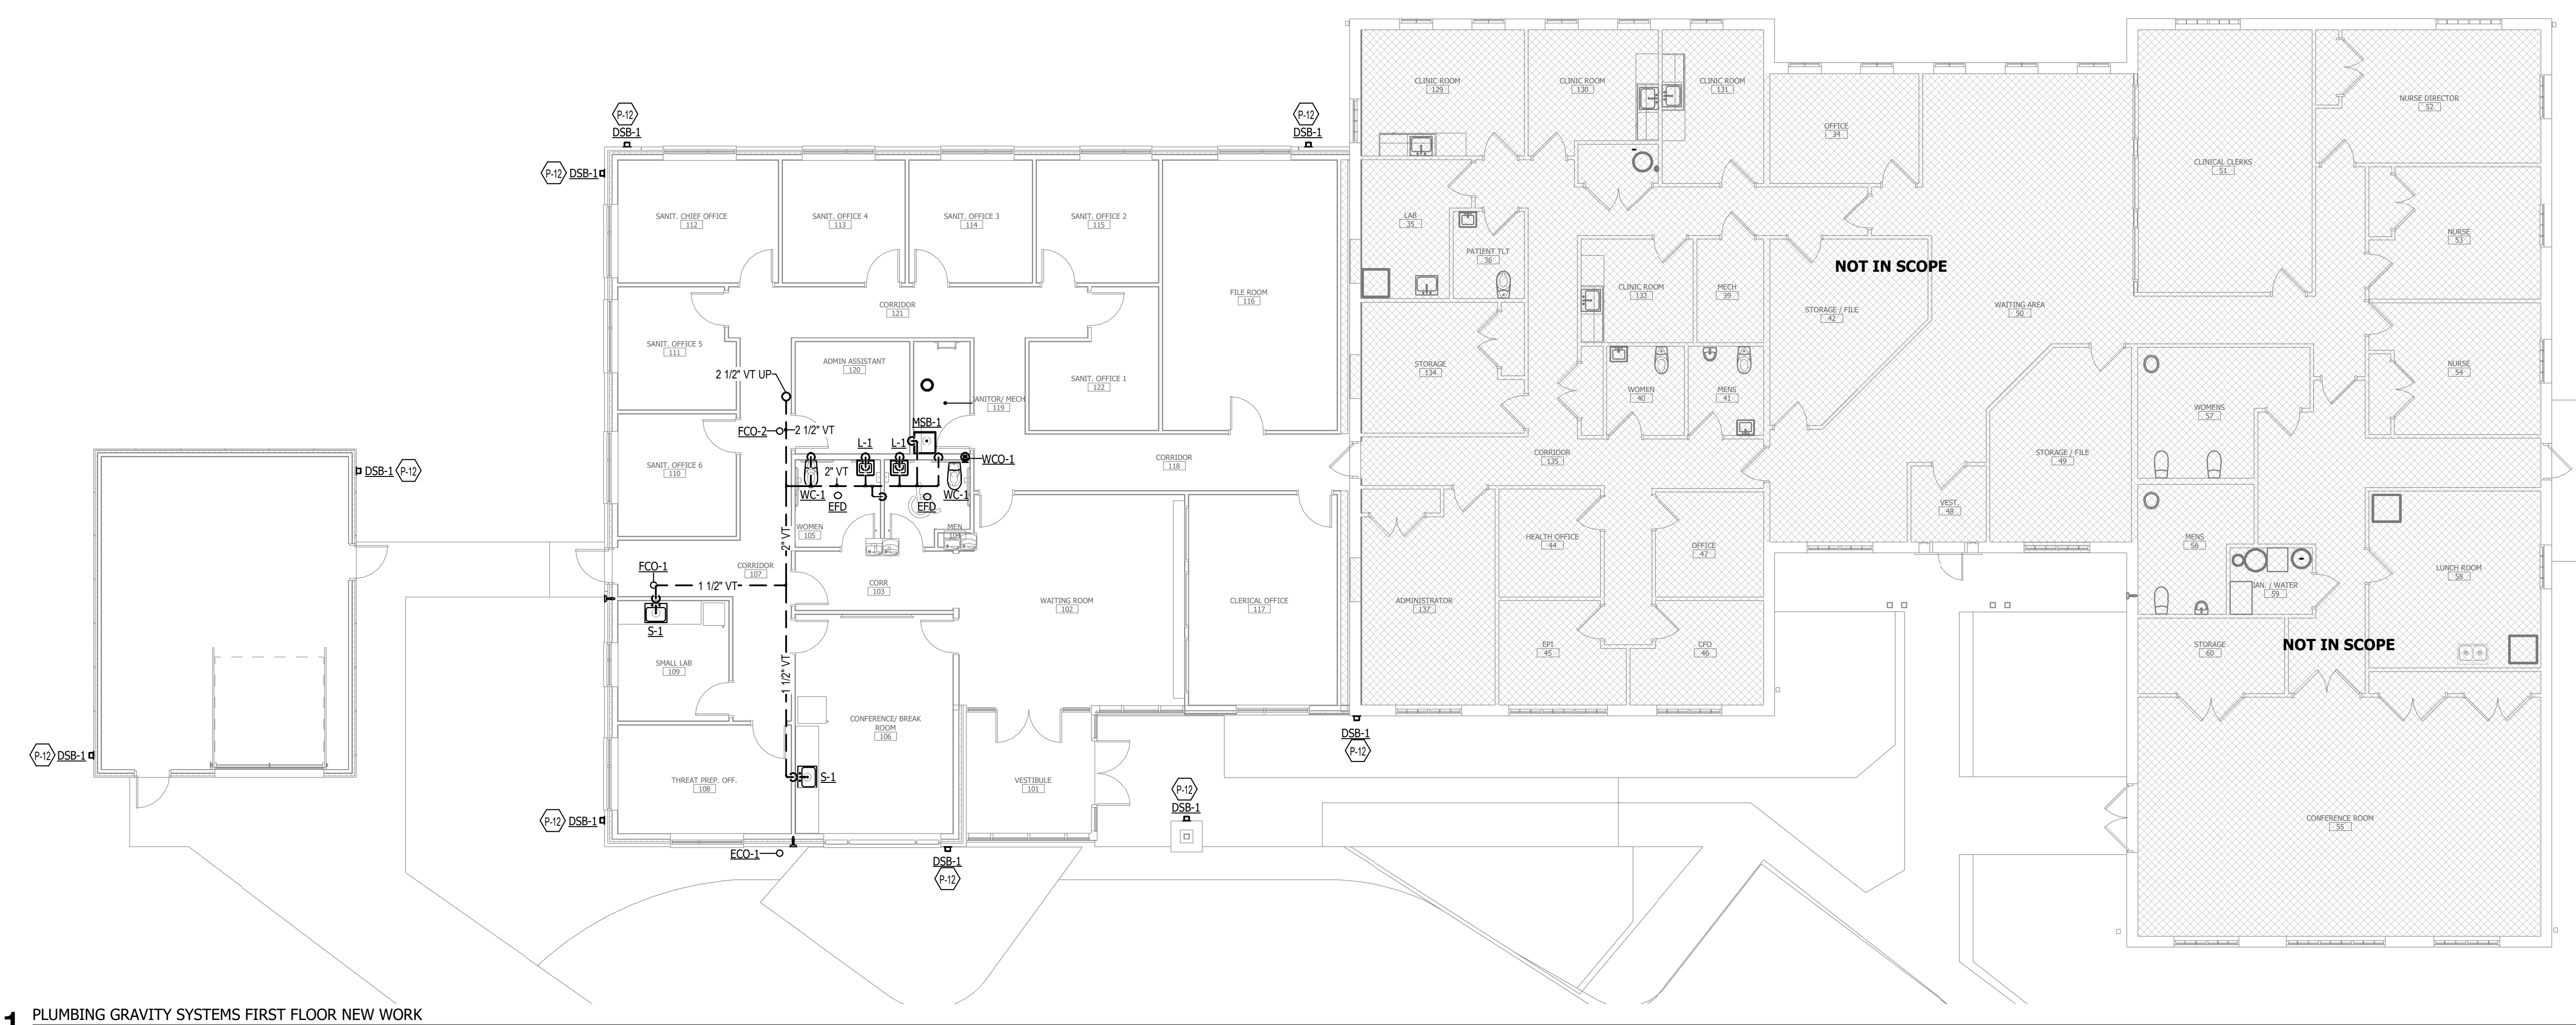 P-12
DSB-1
P-12
DSB-1
P-12 DSB-1
SANIT. CHIEF OFFICE
112
SANIT. OFFICE 4
113
SANIT. OFFICE 3
114
SANIT. OFFICE 2
115
FILE ROOM
116
CORRIDOR
121
SANIT. OFFICE 5
111
ADMIN ASSISTANT
120
SANIT. OFFICE 1
122
2 1/2" VT UP
JANITOR/ MECH
119
FCO-2
2 1/2" VT
MSB-1
L-1
L-1
WCO-1
SANIT. OFFICE 6
110
2" VT
WC-1
EFD
EFD
WC-1
CORRIDOR
118
WOMEN
105
MEN
104
2" VT
DSB-1 P-12
FCO-1
1 1/2" VT
CORRIDOR
107
CORR
103
WAITING ROOM
102
CLERICAL OFFICE
117
S-1
SMALL LAB
109
1 1/2" VT
CONFERENCE/ BREAK
ROOM
106
P-12 DSB-1
THREAT PREP. OFF.
108
S-1
VESTIBULE
101
P-12
DSB-1
P-12 DSB-1
ECO-1
DSB-1
P-12
DSB-1
P-12
CLINIC ROOM
129
CLINIC ROOM
130
CLINIC ROOM
131
OFFICE
34
LAB
35
PATIENT TLT
36
CLINIC ROOM
132
MECH
39
NOT IN SCOPE
STORAGE / FILE
42
WAITING AREA
50
STORAGE
134
WOMEN
40
MENS
41
CORRIDOR
135
STORAGE / FILE
49
VEST.
48
HEALTH OFFICE
44
OFFICE
47
ADMINISTRATOR
137
EPI
45
CFO
46
CLINICAL CLERKS
51
NURSE DIRECTOR
52
NURSE
53
NURSE
54
WOMENS
57
MENS
56
JAN. / WATER
59
LUNCH ROOM
58
STORAGE
60
NOT IN SCOPE
CONFERENCE ROOM
55
1 PLUMBING GRAVITY SYSTEMS FIRST FLOOR NEW WORK